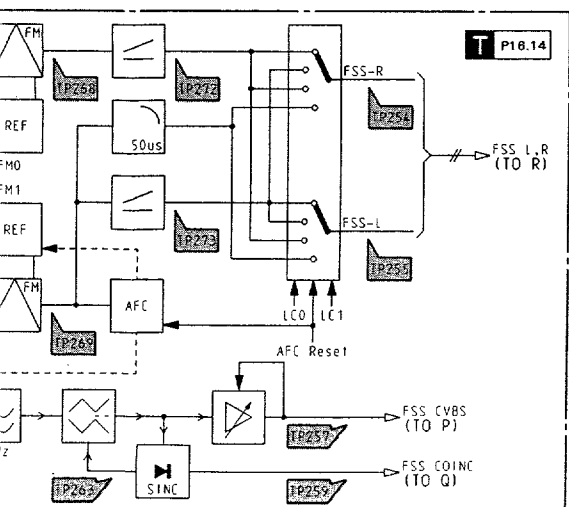 FM
T P16.14
TP268
TP272
FSS-R
TP254
REF
50us
FSS L,R
(TO R)
FM0
FM1
REF
FSS-L
TP273
TP255
FM
AFC
LC0
LC1
TP269
AFC Reset
FSS CVBS
(TO P)
TP257
z
FSS COINC
(TO Q)
TP263
SINC
TP259